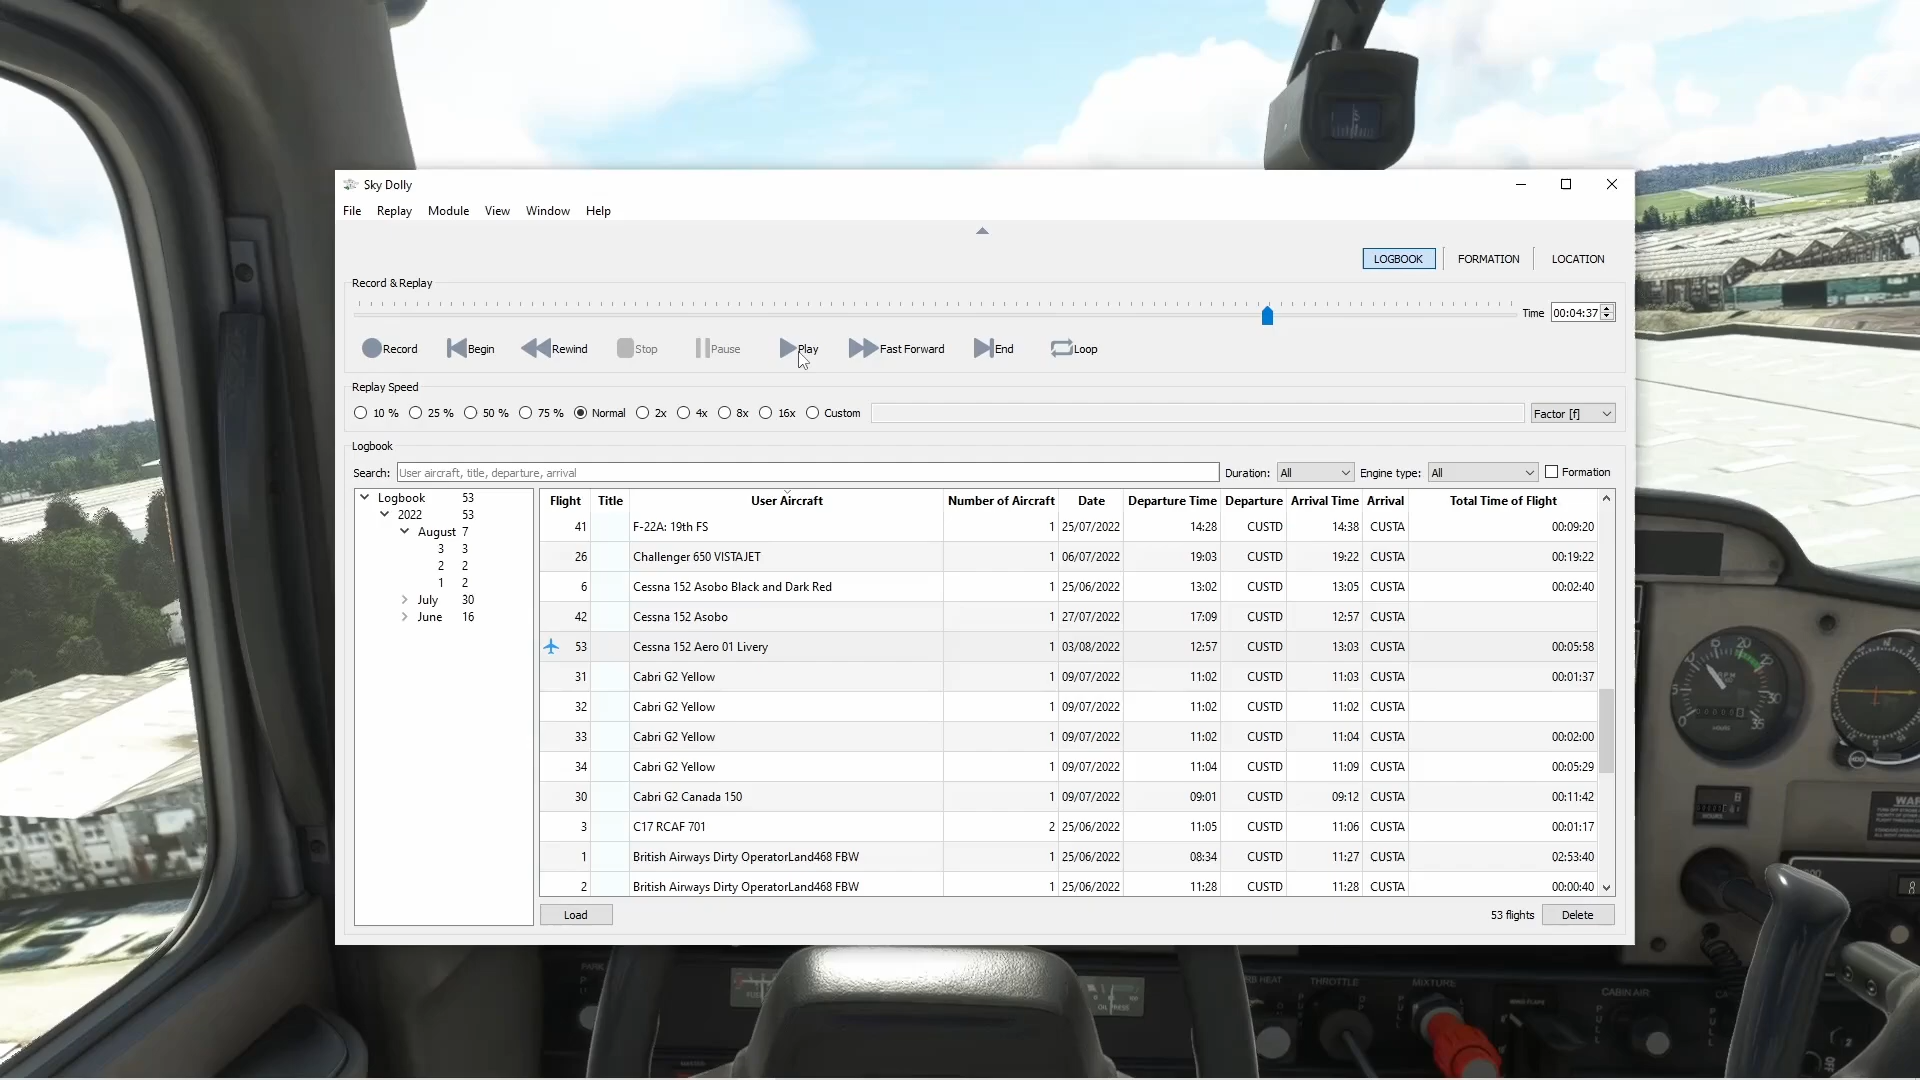 Sky Dolly
File Replay Module View Window Help
LOGBOOK FORMATION LOCATION
Record & Replay
Time 00:04:37
Record Begin Rewind Stop Pause Play Fast Forward End Loop
Replay Speed
10 % 25 % 50 % 75 % Normal 2x 4x 8x 16x Custom Factor [f]
Logbook
Search: User aircraft, title, departure, arrival Duration: All Engine type: All Formation
Logbook 53
2022 53
August 7
3 3
2 2
1 2
July 30
June 16
Flight Title User Aircraft Number of Aircraft Date Departure Time Departure Arrival Time Arrival Total Time of Flight
41 F-22A: 19th FS 1 25/07/2022 14:28 CUSTD 14:38 CUSTA 00:09:20
26 Challenger 650 VISTAJET 1 06/07/2022 19:03 CUSTD 19:22 CUSTA 00:19:22
6 Cessna 152 Asobo Black and Dark Red 1 25/06/2022 13:02 CUSTD 13:05 CUSTA 00:02:40
42 Cessna 152 Asobo 1 27/07/2022 17:09 CUSTD 12:57 CUSTA
53 Cessna 152 Aero 01 Livery 1 03/08/2022 12:57 CUSTD 13:03 CUSTA 00:05:58
31 Cabri G2 Yellow 1 09/07/2022 11:02 CUSTD 11:03 CUSTA 00:01:37
32 Cabri G2 Yellow 1 09/07/2022 11:02 CUSTD 11:02 CUSTA
33 Cabri G2 Yellow 1 09/07/2022 11:02 CUSTD 11:04 CUSTA 00:02:00
34 Cabri G2 Yellow 1 09/07/2022 11:04 CUSTD 11:09 CUSTA 00:05:29
30 Cabri G2 Canada 150 1 09/07/2022 09:01 CUSTD 09:12 CUSTA 00:11:42
3 C17 RCAF 701 2 25/06/2022 11:05 CUSTD 11:06 CUSTA 00:01:17
1 British Airways Dirty OperatorLand468 FBW 1 25/06/2022 08:34 CUSTD 11:27 CUSTA 02:53:40
2 British Airways Dirty OperatorLand468 FBW 1 25/06/2022 11:28 CUSTD 11:28 CUSTA 00:00:40
Load 53 flights Delete
THROTTLE MIXTURE
CABIN AIR